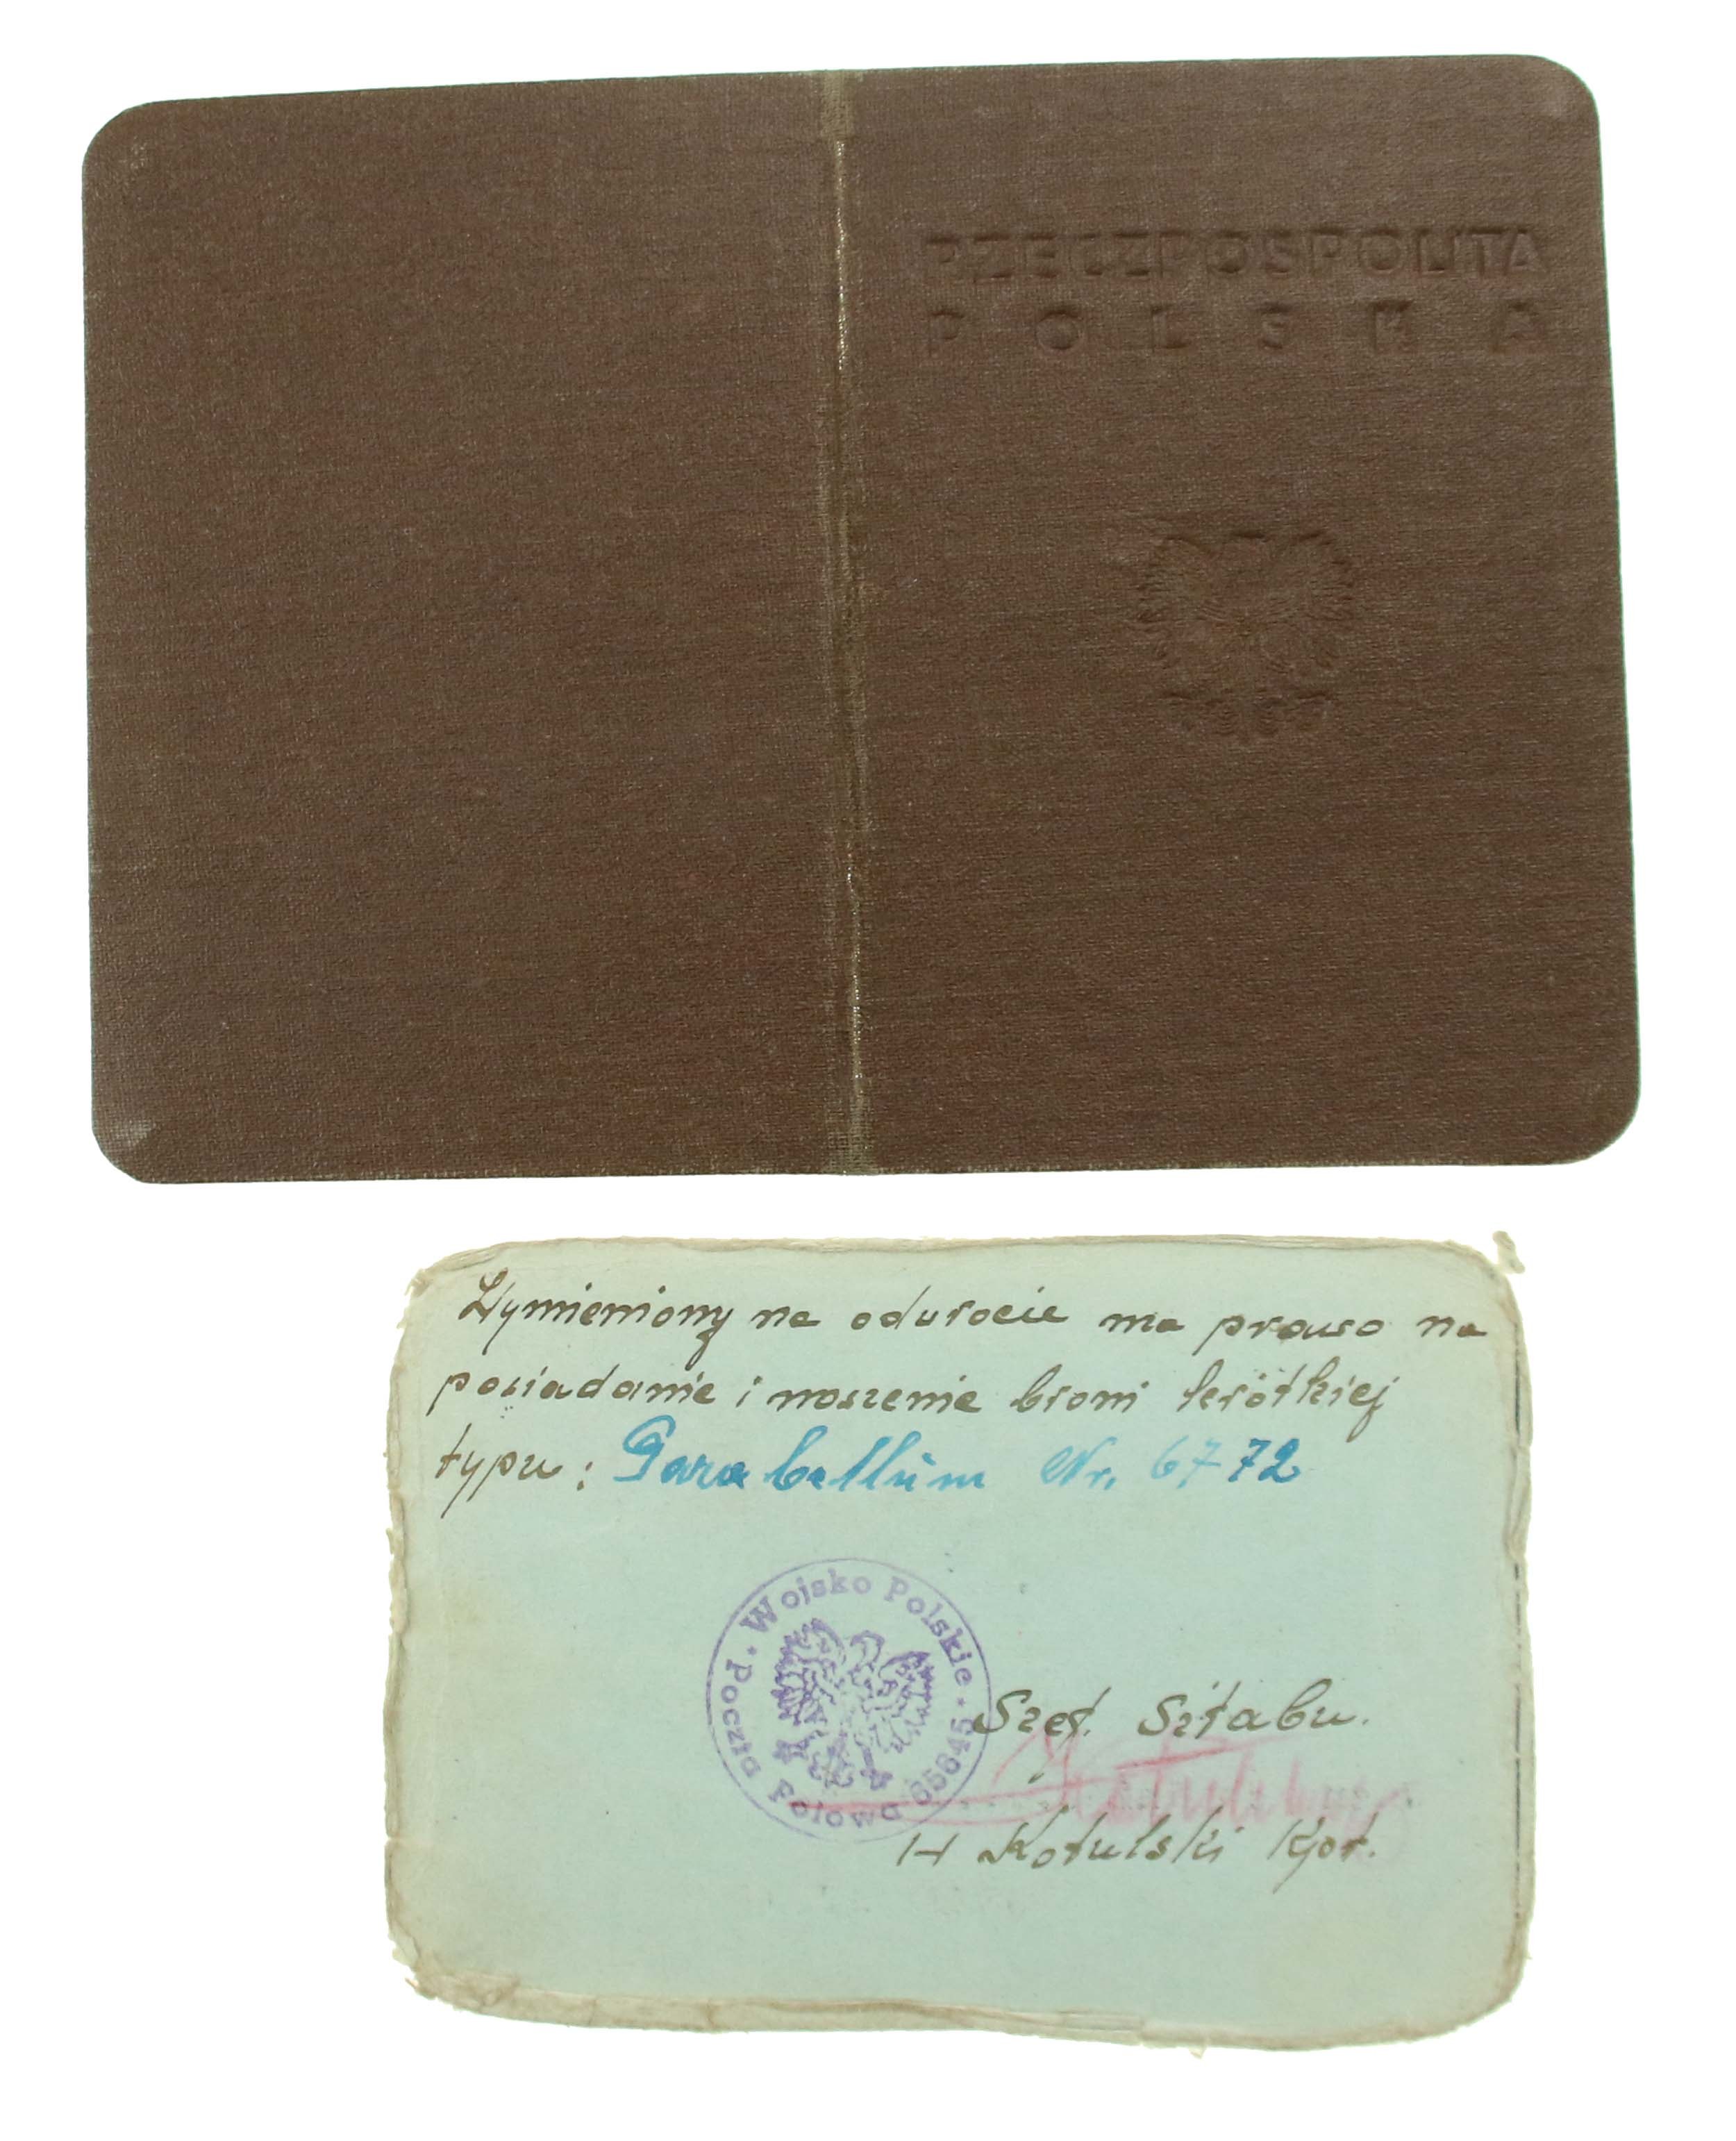 RZECZPOSPOLITA
POLSKA
Wymieniony na odwrocie ma prawo na
posiadanie i noszenie broni krótkiej
typu: Parabellum Nr. 6772
Wojsko Polskie
Poczta Polowa 65645
Szef. Sztabu.
H Kotulski Kpt.